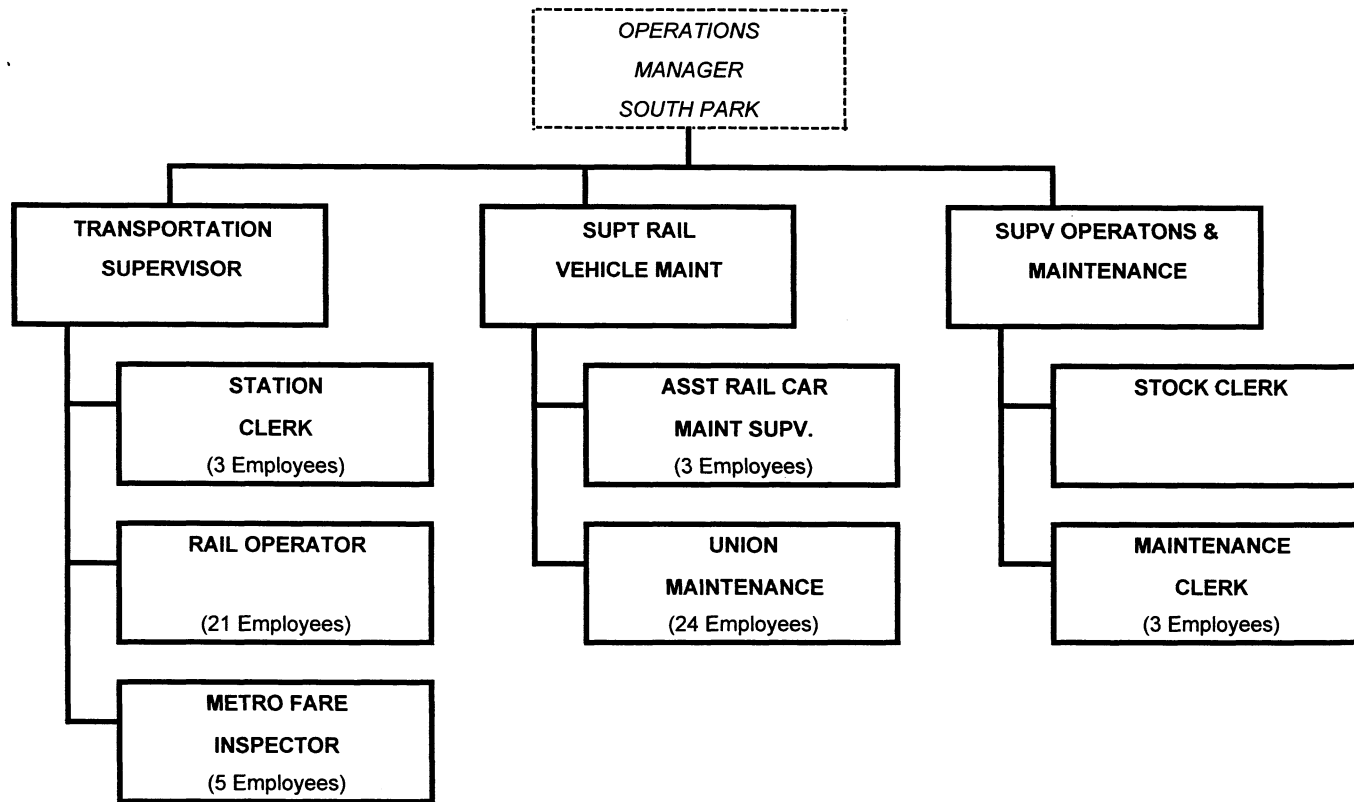 OPERATIONS
MANAGER
SOUTH PARK
TRANSPORTATION
SUPERVISOR
SUPT RAIL
VEHICLE MAINT
SUPV OPERATONS &
MAINTENANCE
STATION
CLERK
(3 Employees)
ASST RAIL CAR
MAINT SUPV.
(3 Employees)
STOCK CLERK
RAIL OPERATOR
(21 Employees)
UNION
MAINTENANCE
(24 Employees)
MAINTENANCE
CLERK
(3 Employees)
METRO FARE
INSPECTOR
(5 Employees)